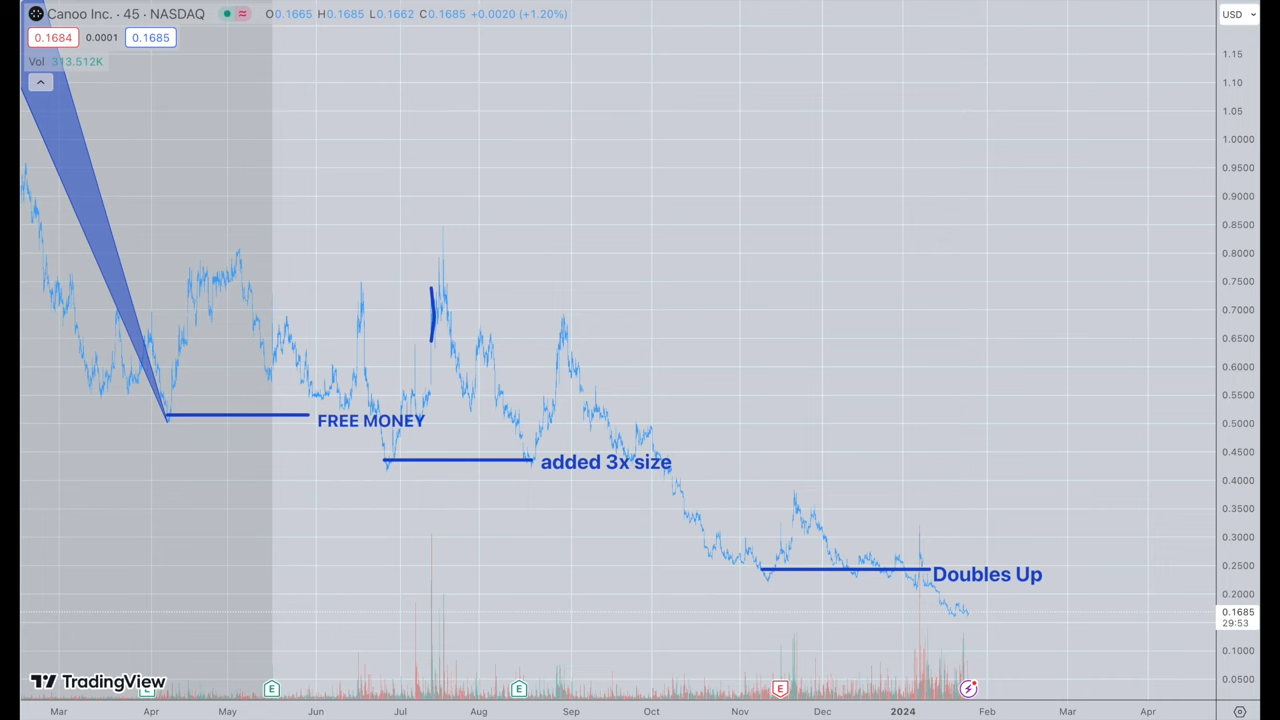 Canoo Inc. · 45 · NASDAQ O0.1665 H0.1685 L0.1662 C0.1685 +0.0020 (+1.20%) USD
0.1684 0.0001 0.1685
Vol 313.512K
1.15
1.10
1.05
1.0000
0.9500
0.9000
0.8500
0.8000
0.7500
0.7000
0.6500
0.6000
0.5500
0.5000
0.4500
0.4000
0.3500
0.3000
0.2500
0.2000
0.1685
29:53
0.1000
0.0500
FREE MONEY
added 3x size
Doubles Up
TradingView
E E E E
Mar Apr May Jun Jul Aug Sep Oct Nov Dec 2024 Feb Mar Apr